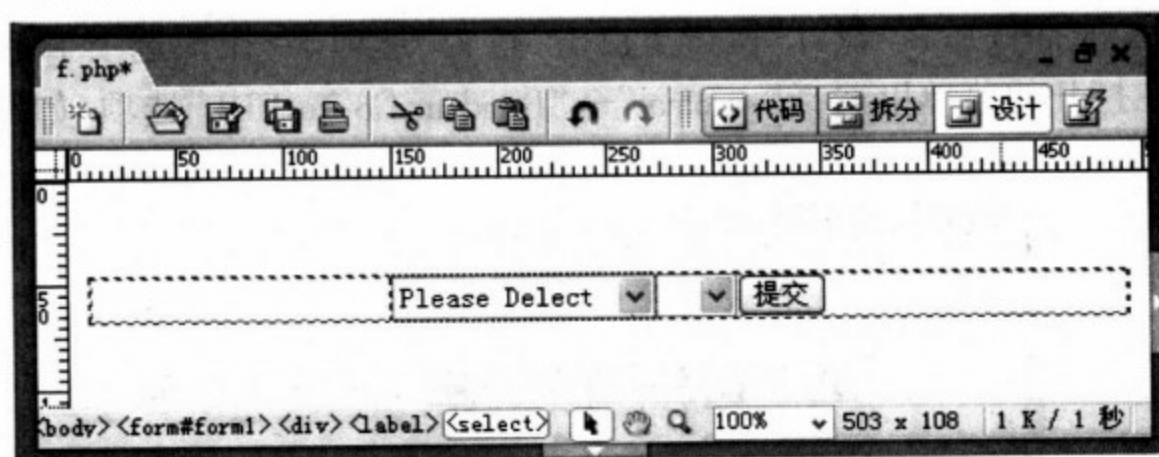 f.php*
代码 拆分 设计
0 50 100 150 200 250 300 350 400 450
0
50
Please Delect 提交
<body> <form#form1> <div> <label> <select> 100% 503 x 108 1 K / 1 秒